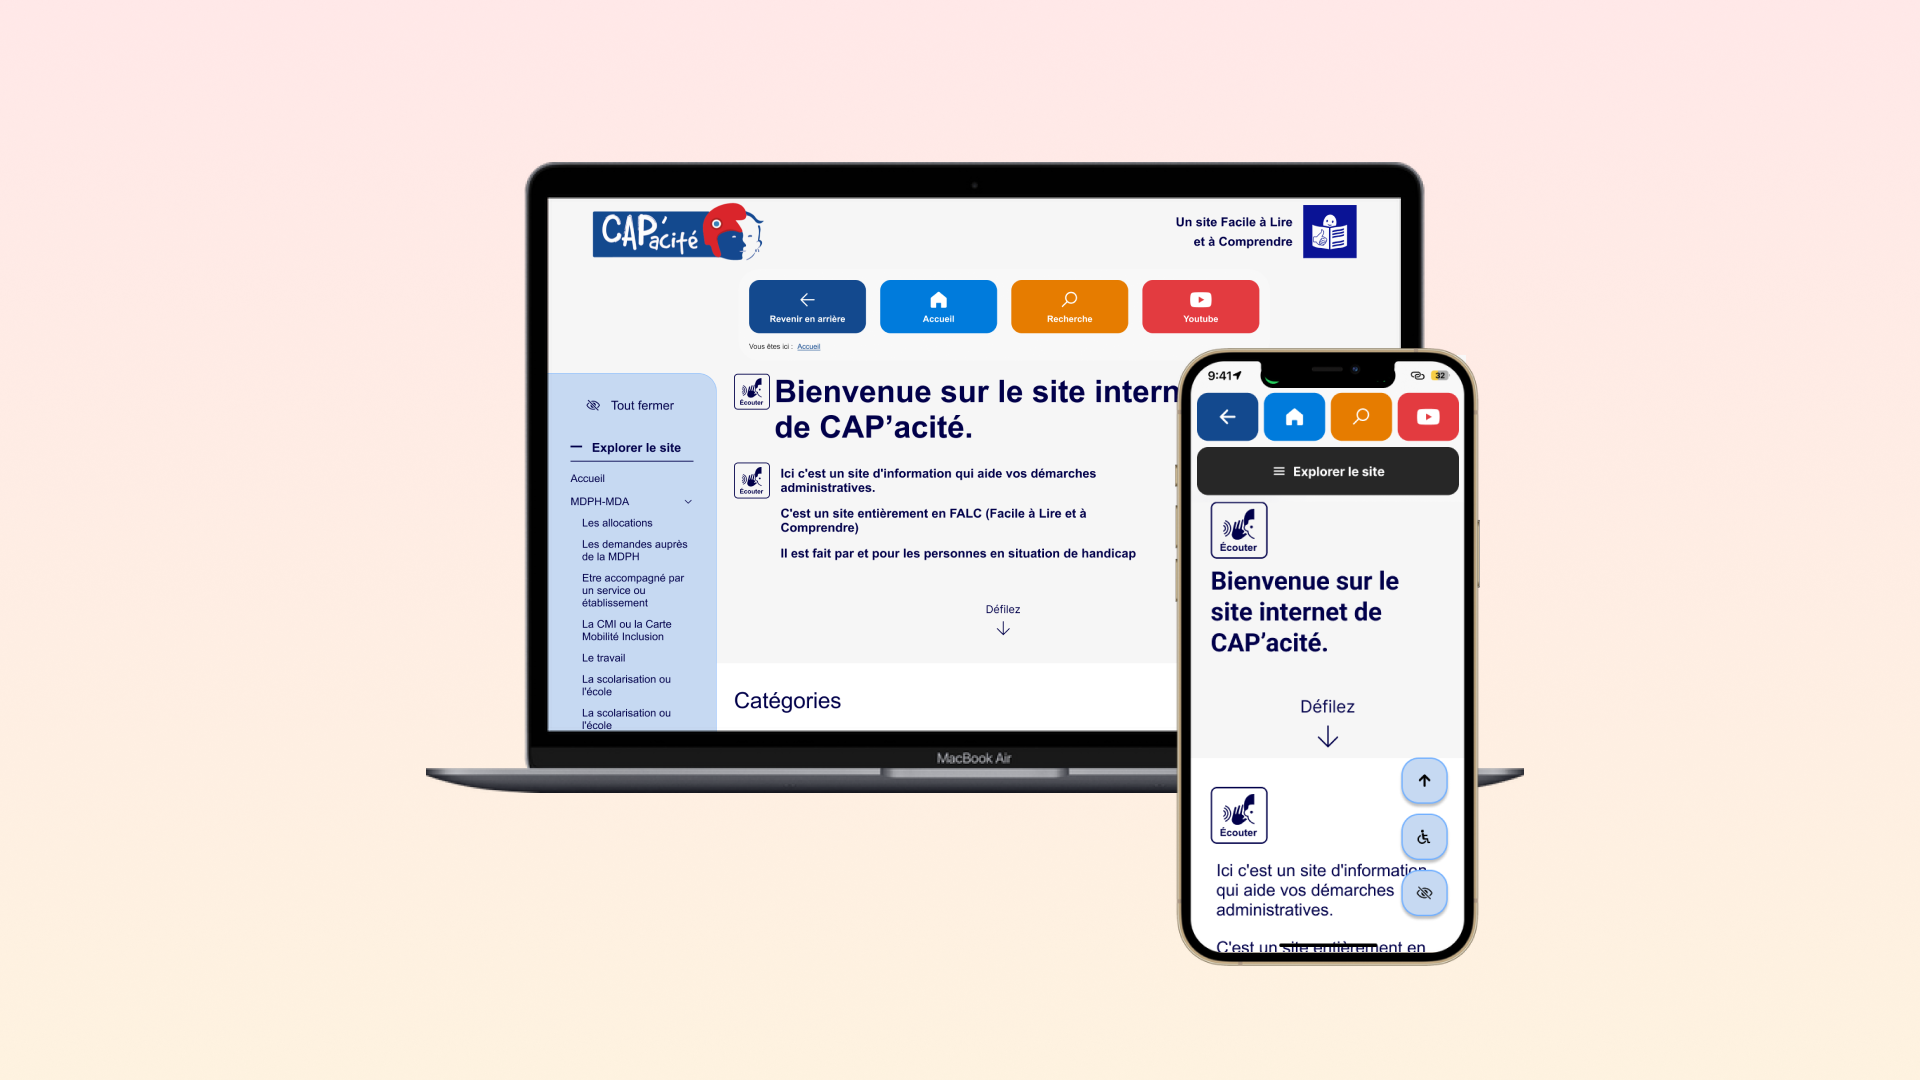 CAP'acité
Un site Facile à Lire
et à Comprendre
Revenir en arrière
Accueil
Recherche
Youtube
Vous êtes ici : Accueil
Tout fermer
Explorer le site
Accueil
MDPH-MDA
Les allocations
Les demandes auprès
de la MDPH
Etre accompagné par
un service ou
établissement
La CMI ou la Carte
Mobilité Inclusion
Le travail
La scolarisation ou
l'école
La scolarisation ou
l'école
Écouter
Bienvenue sur le site intern
de CAP’acité.
Écouter
Ici c'est un site d'information qui aide vos démarches
administratives.
C'est un site entièrement en FALC (Facile à Lire et à
Comprendre)
Il est fait par et pour les personnes en situation de handicap
Défilez
Catégories
MacBook Air
9:41
32
Explorer le site
Écouter
Bienvenue sur le
site internet de
CAP’acité.
Défilez
Écouter
Ici c'est un site d'information
qui aide vos démarches
administratives.
C'est un site entièrement en